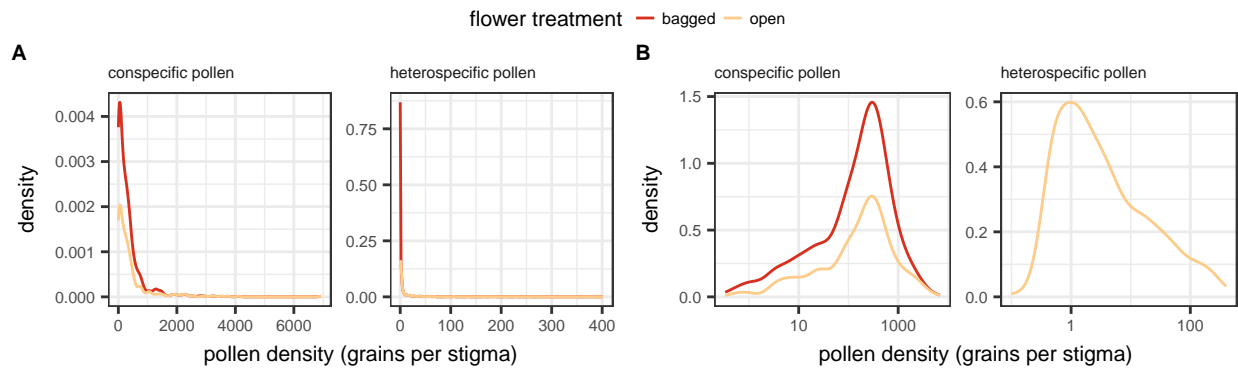 flower treatment bagged open
A
conspecific pollen
heterospecific pollen
density
0.004
0.003
0.002
0.001
0.000
0 2000 4000 6000
0.75
0.50
0.25
0.00
0 100 200 300 400
pollen density (grains per stigma)
B
conspecific pollen
heterospecific pollen
density
1.5
1.0
0.5
0.0
10 1000
0.6
0.4
0.2
0.0
1 100
pollen density (grains per stigma)